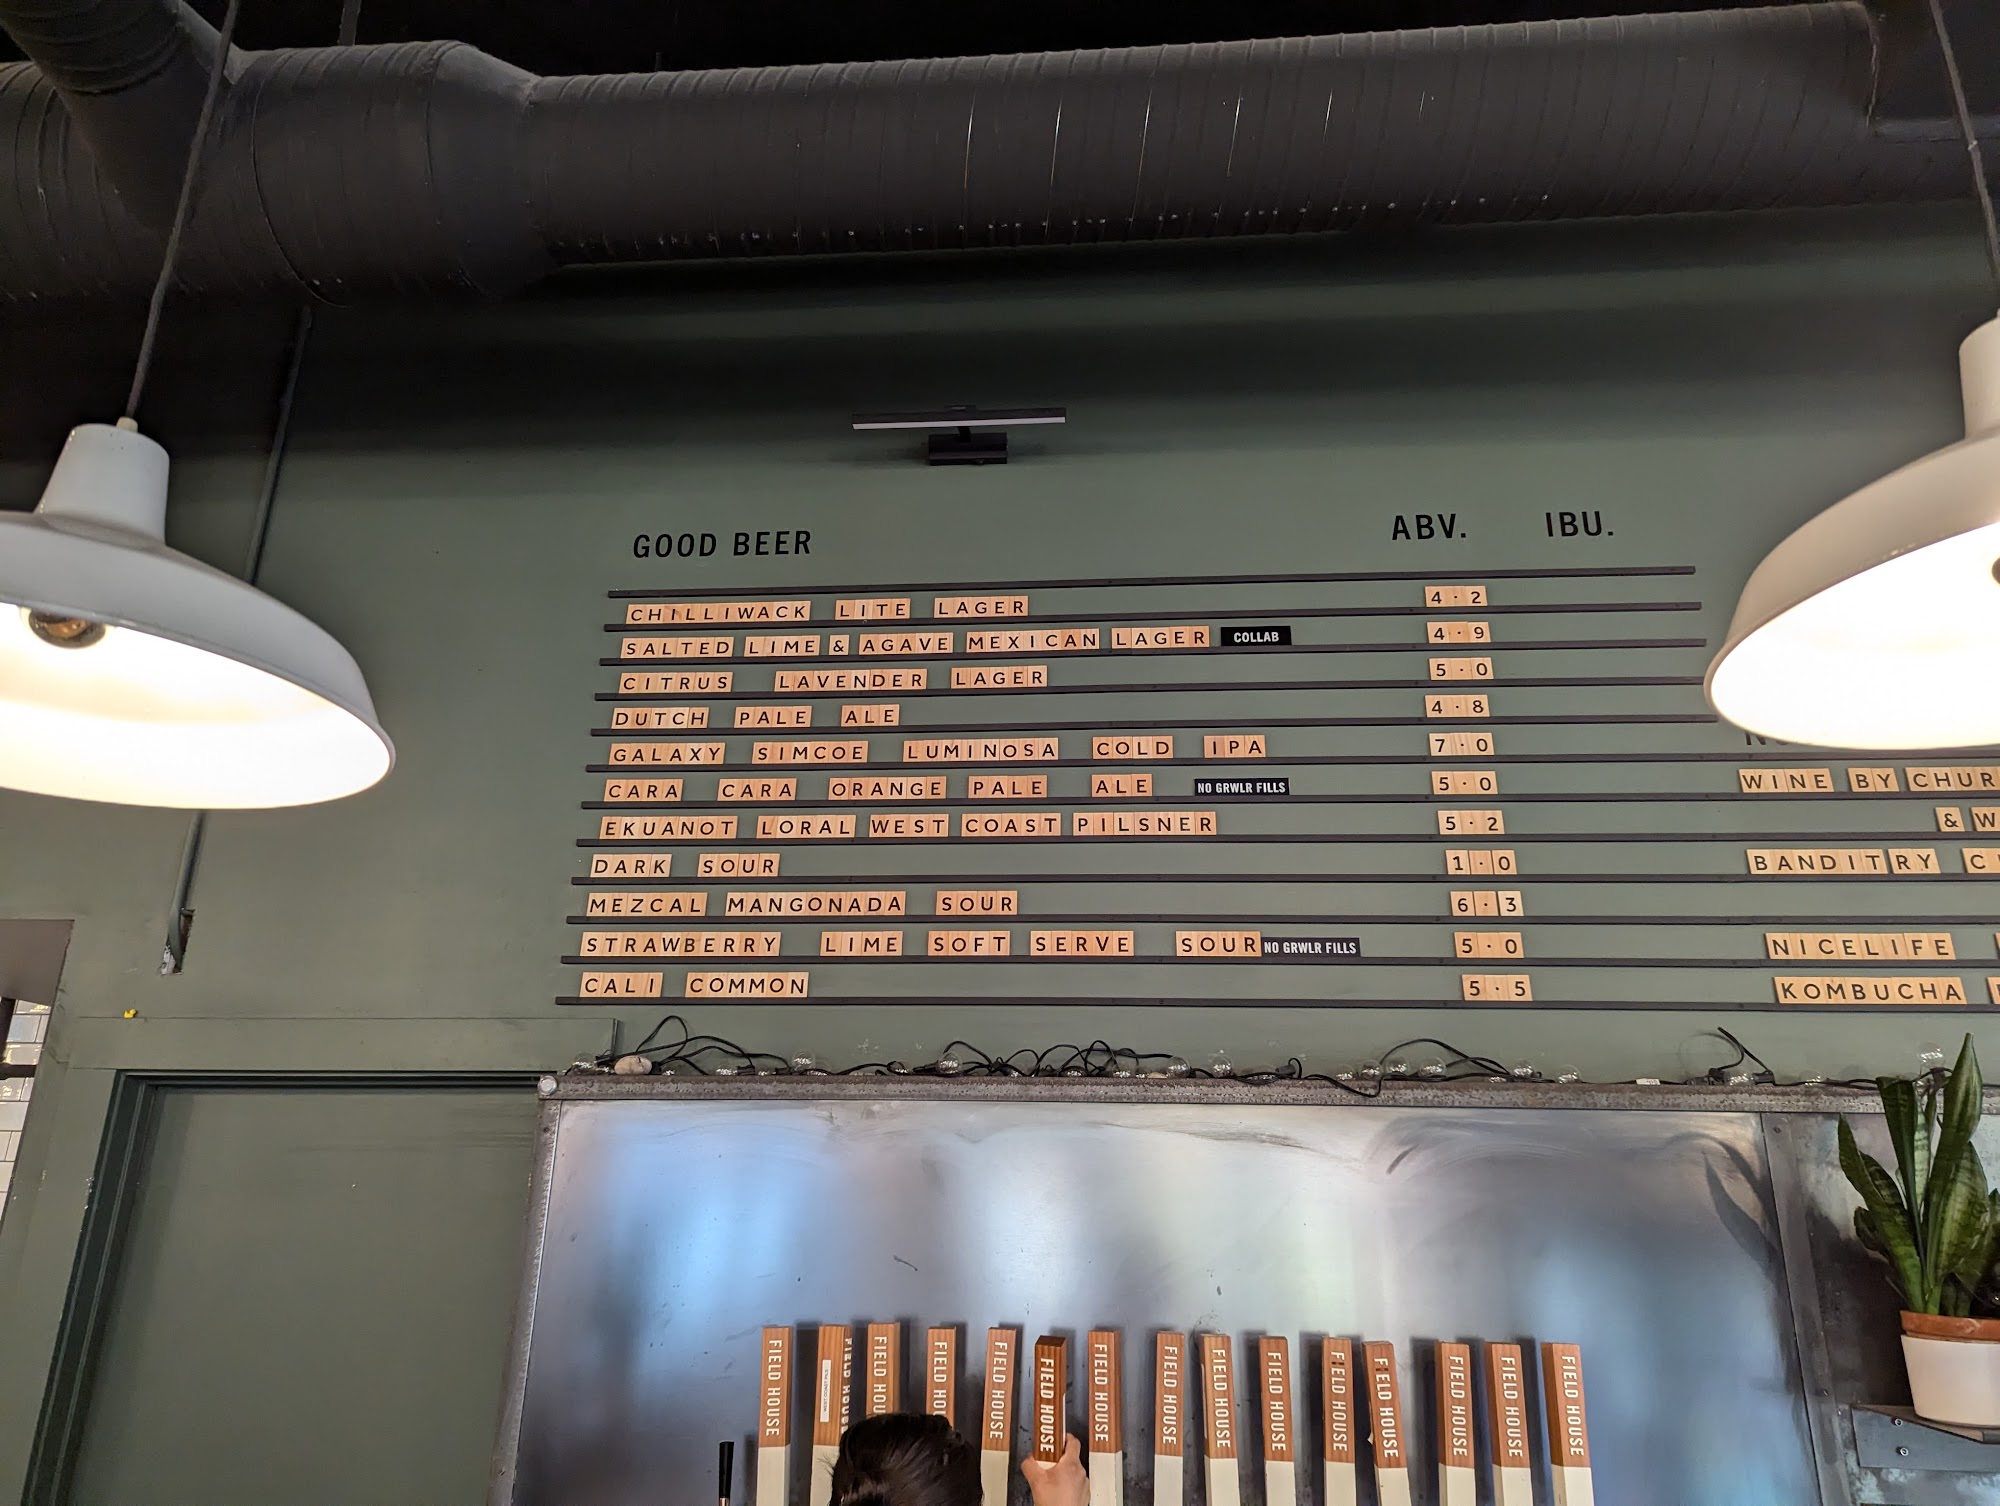 GOOD BEER ABV. IBU.
CHILLIWACK LITE LAGER 4.2
SALTED LIME & AGAVE MEXICAN LAGER COLLAB 4.9
CITRUS LAVENDER LAGER 5.0
DUTCH PALE ALE 4.8
GALAXY SIMCOE LUMINOSA COLD IPA 7.0
CARA CARA ORANGE PALE ALE NO GRWLR FILLS 5.0
EKUANOT LORAL WEST COAST PILSNER 5.2
DARK SOUR 1.0
MEZCAL MANGONADA SOUR 6.3
STRAWBERRY LIME SOFT SERVE SOUR NO GRWLR FILLS 5.0
CALI COMMON 5.5
WINE BY
&
BANDITRY
NICELIFE
KOMBUCHA
FIELD HOUSE
FIELD HOUSE
FIELD
FIELD
FIELD HOUSE
FIELD HOUSE
FIELD HOUSE
FIELD HOUSE
FIELD HOUSE
FIELD HOUSE
FIELD HOUSE
FIELD HOUSE
FIELD HOUSE
FIELD HOUSE
FIELD HOUSE